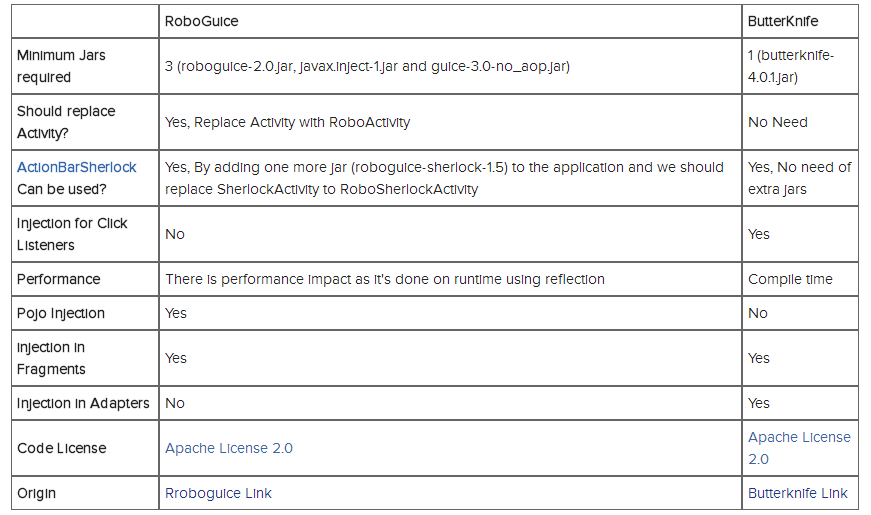 RoboGuice ButterKnife
Minimum Jars required 3 (roboguice-2.0.jar, javax.inject-1.jar and guice-3.0-no_aop.jar) 1 (butterknife-4.0.1.jar)
Should replace Activity? Yes, Replace Activity with RoboActivity No Need
ActionBarSherlock Can be used? Yes, By adding one more jar (roboguice-sherlock-1.5) to the application and we should replace SherlockActivity to RoboSherlockActivity Yes, No need of extra jars
Injection for Click Listeners No Yes
Performance There is performance impact as it's done on runtime using reflection Compile time
Pojo Injection Yes No
Injection in Fragments Yes Yes
Injection in Adapters No Yes
Code License Apache License 2.0 Apache License 2.0
Origin Rroboguice Link Butterknife Link